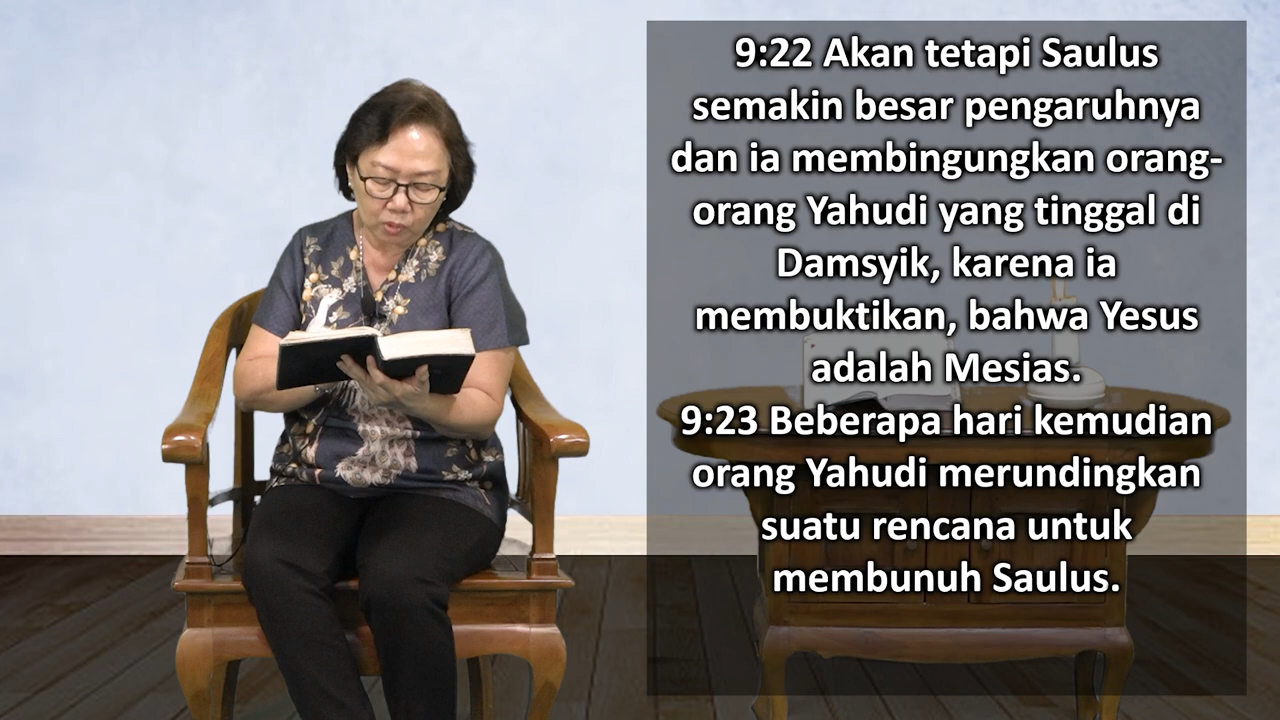 9:22 Akan tetapi Saulus
semakin besar pengaruhnya
dan ia membingungkan orang-
orang Yahudi yang tinggal di
Damsyik, karena ia
membuktikan, bahwa Yesus
adalah Mesias.
9:23 Beberapa hari kemudian
orang Yahudi merundingkan
suatu rencana untuk
membunuh Saulus.